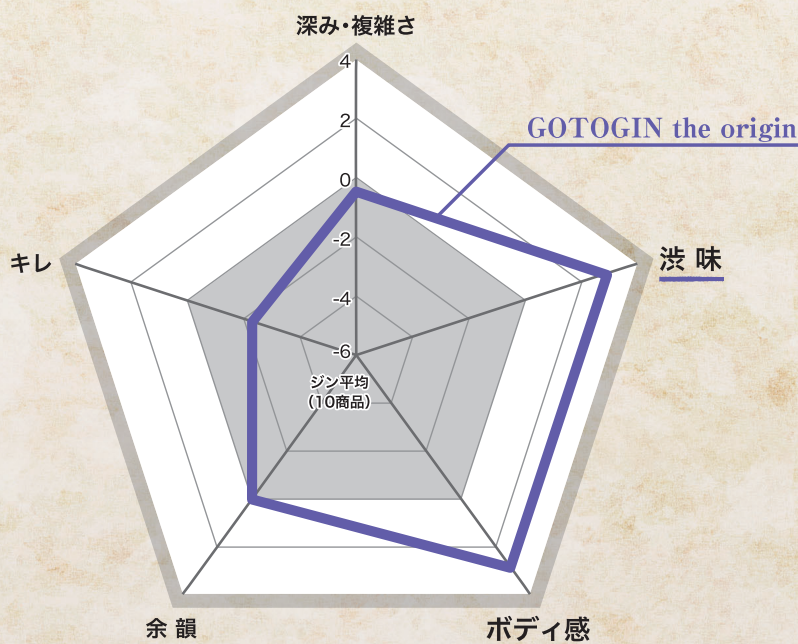 深み・複雑さ
4
2
GOTOGIN the origin
0
-2
キレ
渋 味
-4
-6
ジン平均
（10商品）
余 韻
ボディ感